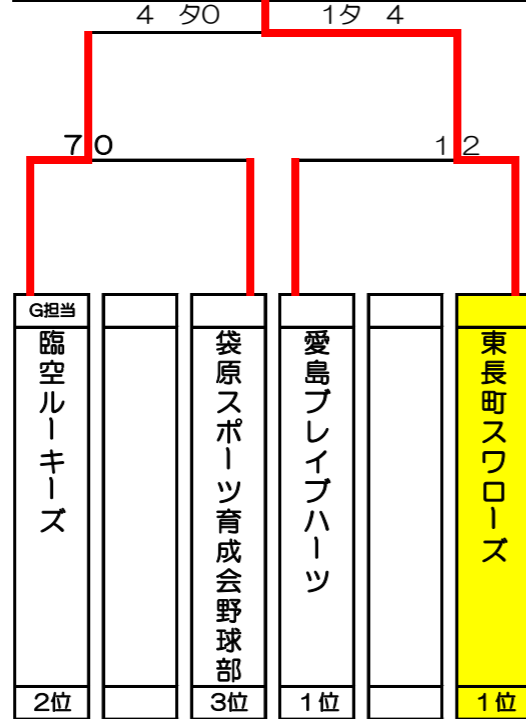 4 タ0 1タ 4
7 0 1 2
G担当
臨空ルーキーズ
袋原スポーツ育成会野球部
愛島ブレイブハーツ
東長町スワローズ
2位 3位 1位 1位